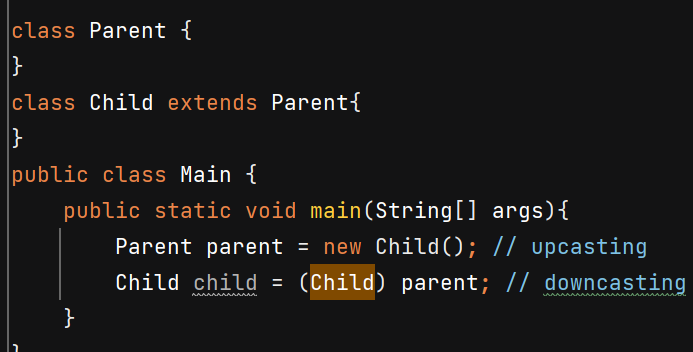 class Parent {
}
class Child extends Parent{
}
public class Main {
    public static void main(String[] args){
        Parent parent = new Child(); // upcasting
        Child child = (Child) parent; // downcasting
    }
}